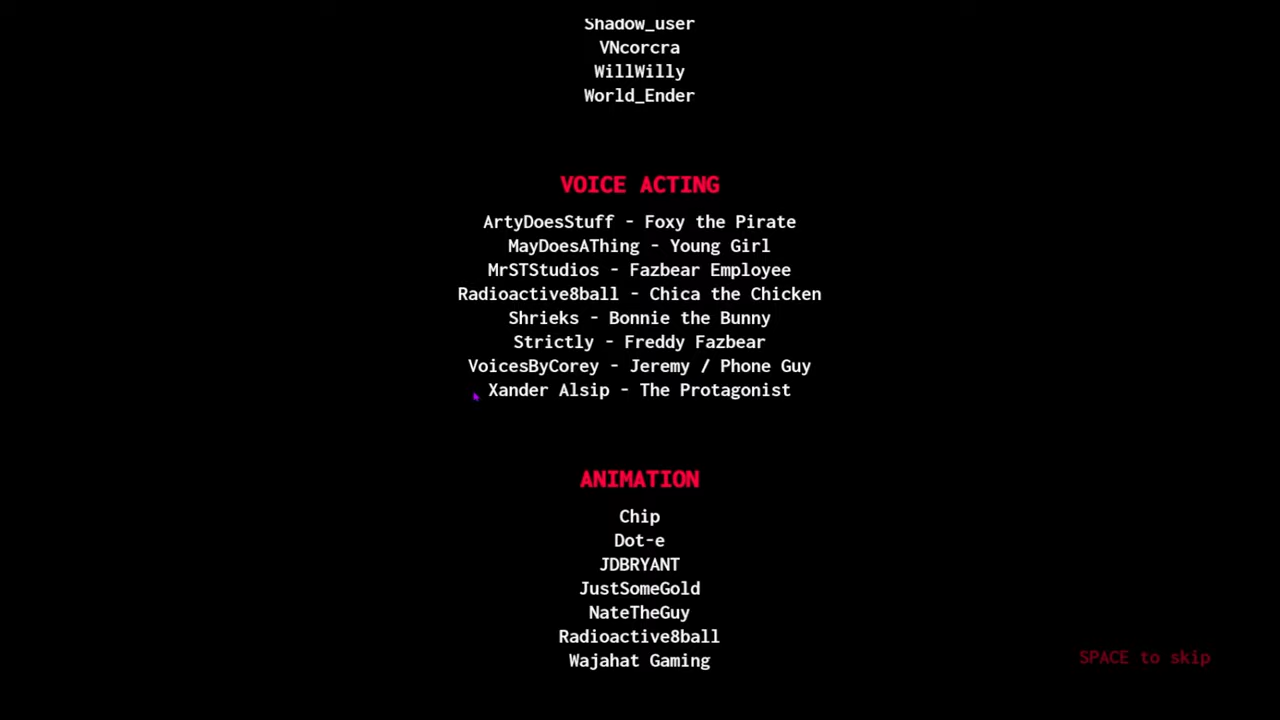 Shadow_user
VNcorcra
WillWilly
World_Ender
VOICE ACTING
ArtyDoesStuff - Foxy the Pirate
MayDoesAThing - Young Girl
MrSTStudios - Fazbear Employee
Radioactive8ball - Chica the Chicken
Shrieks - Bonnie the Bunny
Strictly - Freddy Fazbear
VoicesByCorey - Jeremy / Phone Guy
Xander Alsip - The Protagonist
ANIMATION
Chip
Dot-e
JDBRYANT
JustSomeGold
NateTheGuy
Radioactive8ball
Wajahat Gaming
SPACE to skip